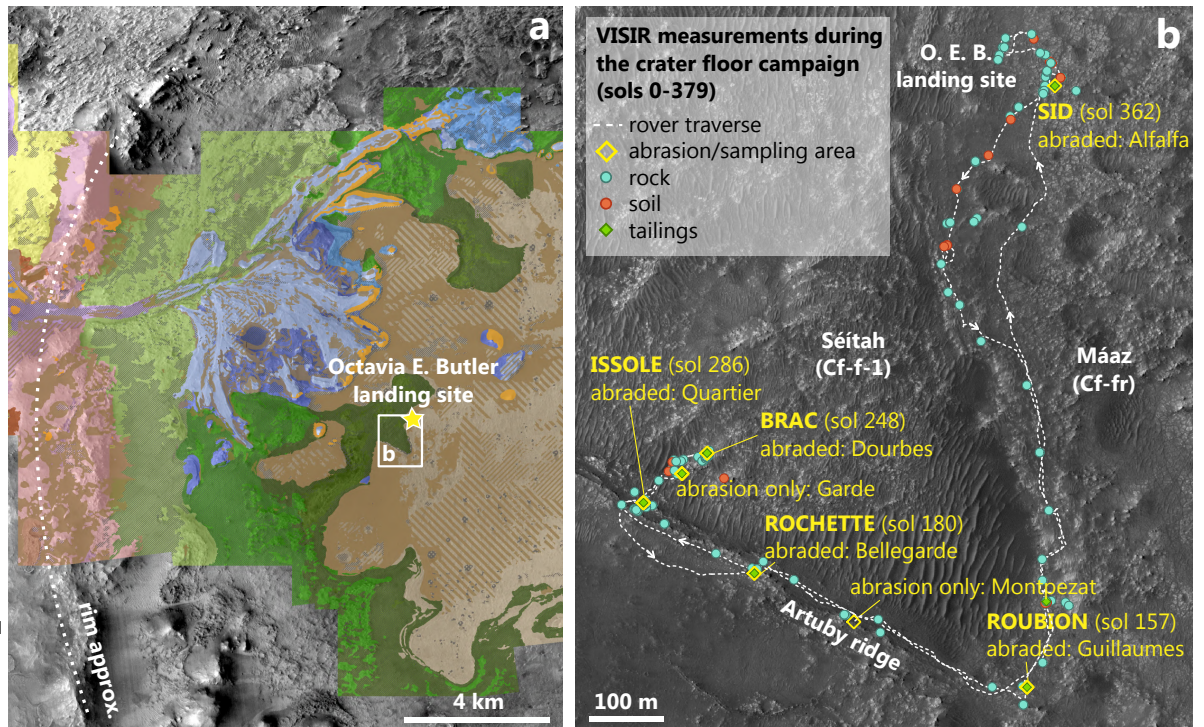 a
Octavia E. Butler
landing site
b
rim approx.
4 km
b
VISIR measurements during
the crater floor campaign
(sols 0-379)
rover traverse
abrasion/sampling area
rock
soil
tailings
O. E. B.
landing site
SID (sol 362)
abraded: Alfalfa
Séítah
(Cf-f-1)
Máaz
(Cf-fr)
ISSOLE (sol 286)
abraded: Quartier
BRAC (sol 248)
abraded: Dourbes
abrasion only: Garde
ROCHETTE (sol 180)
abraded: Bellegarde
abrasion only: Montpezat
Artuby ridge
ROUBION (sol 157)
abraded: Guillaumes
100 m